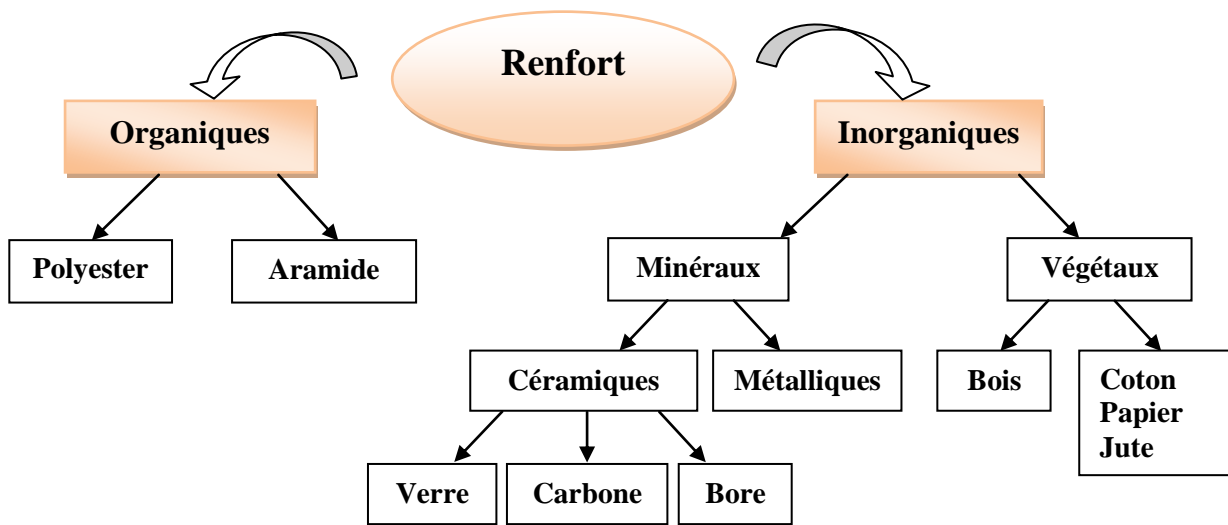 Renfort
Organiques
Inorganiques
Polyester
Aramide
Minéraux
Végétaux
Céramiques
Métalliques
Bois
Coton
Papier
Jute
Verre
Carbone
Bore